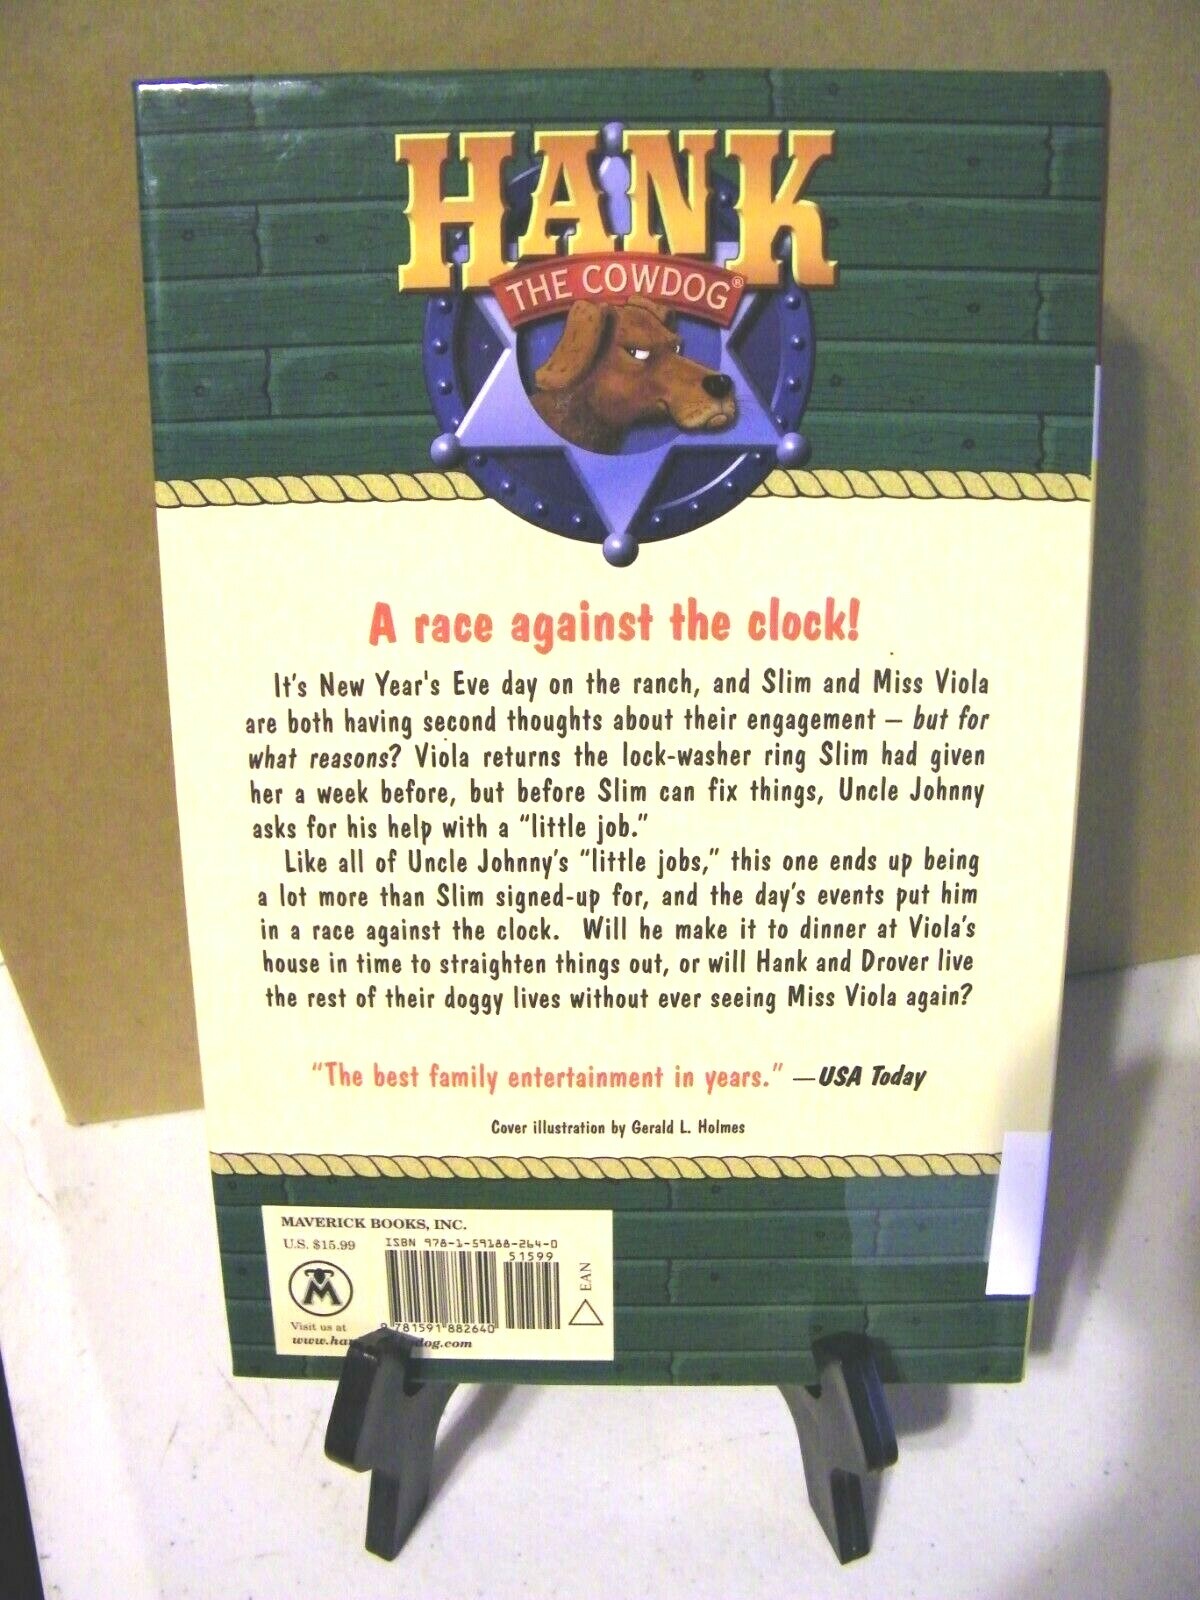 HANK
THE COWDOG®
A race against the clock!
It's New Year's Eve day on the ranch, and Slim and Miss Viola
are both having second thoughts about their engagement – but for
what reasons? Viola returns the lock-washer ring Slim had given
her a week before, but before Slim can fix things, Uncle Johnny
asks for his help with a “little job.”
Like all of Uncle Johnny's “little jobs,” this one ends up being
a lot more than Slim signed-up for, and the day's events put him
in a race against the clock. Will he make it to dinner at Viola's
house in time to straighten things out, or will Hank and Drover live
the rest of their doggy lives without ever seeing Miss Viola again?
“The best family entertainment in years.” —USA Today
Cover illustration by Gerald L. Holmes
MAVERICK BOOKS, INC.
U.S. $15.99 ISBN 978-1-59188-264-0
51599
EAN
M
9 781591 882640
Visit us at